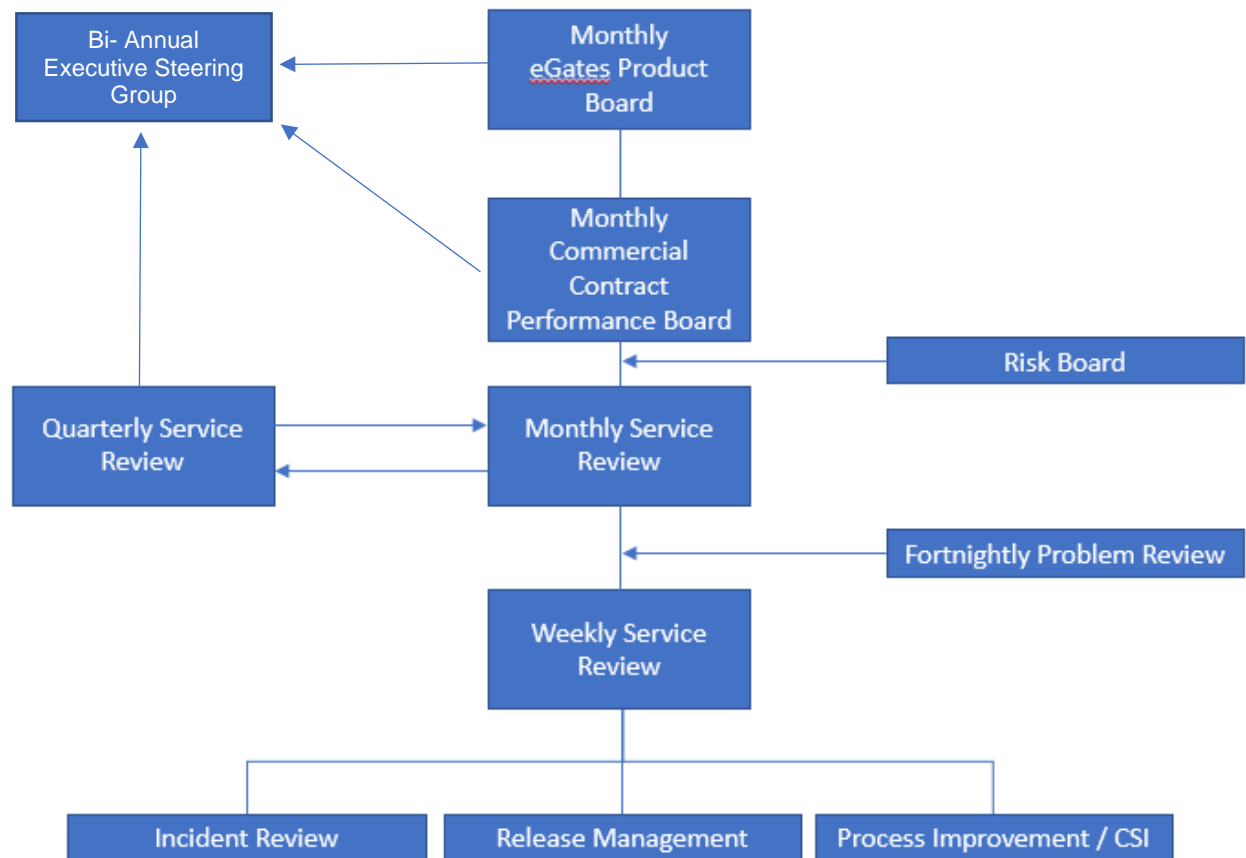 Bi- Annual
Executive Steering
Group
Monthly
eGates Product
Board
Monthly
Commercial
Contract
Performance Board
Risk Board
Quarterly Service
Review
Monthly Service
Review
Fortnightly Problem Review
Weekly Service
Review
Incident Review
Release Management
Process Improvement / CSI